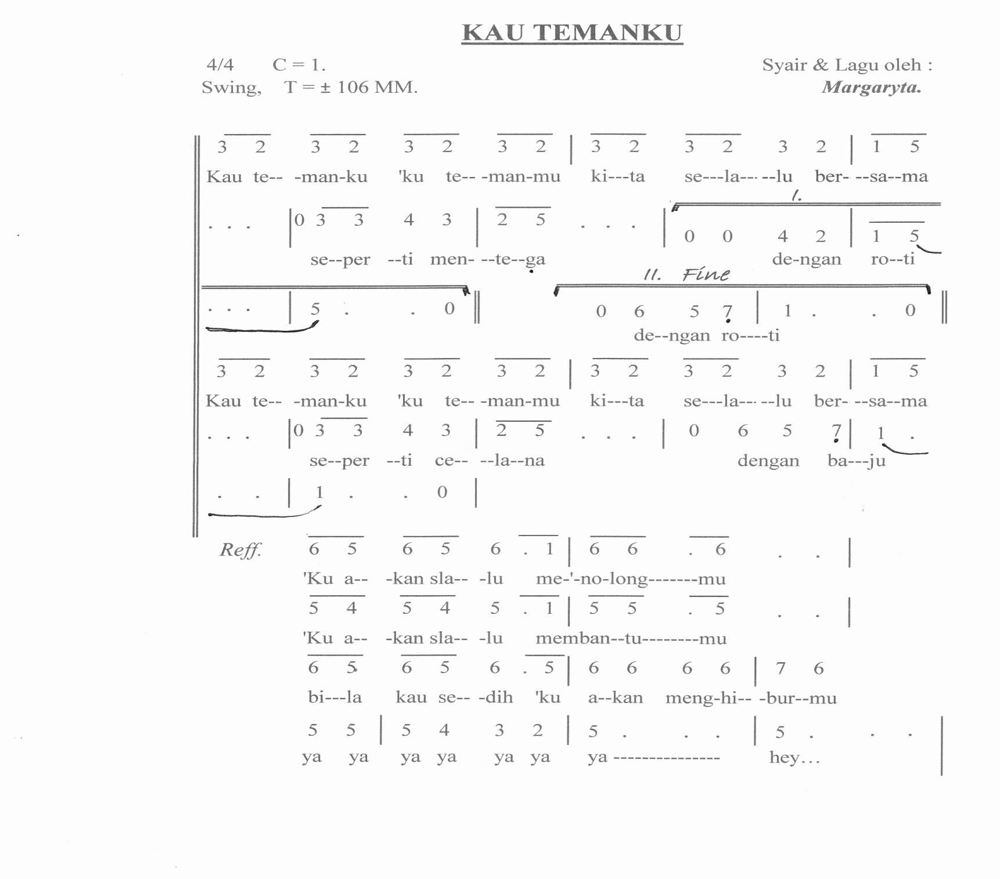 KAU TEMANKU
4/4 C = 1. Syair & Lagu oleh :
Swing, T = ± 106 MM. Margaryta.
3 2 3 2 3 2 3 2 | 3 2 3 2 3 2 | 1 5
Kau te-- -man-ku 'ku te-- -man-mu ki---ta se---la-- --lu ber- --sa--ma
I.
. . . | 0 3 3 4 3 | 2 5 . . . | 0 0 4 2 | 1 5
se--per --ti men- --te--ga de-ngan ro--ti
II. Fine
. . . | 5 . . 0 || 0 6 5 7 | 1 . . 0 ||
de--ngan ro----ti
3 2 3 2 3 2 3 2 | 3 2 3 2 3 2 | 1 5
Kau te-- -man-ku 'ku te-- -man-mu ki---ta se---la-- --lu ber- --sa--ma
. . . | 0 3 3 4 3 | 2 5 . . . | 0 6 5 7 | 1 .
se--per --ti ce-- --la--na dengan ba---ju
. . | 1 . . 0 |
Reff. 6 5 6 5 6 . 1 | 6 6 . 6 . . |
'Ku a-- -kan sla-- -lu me-'-no-long-------mu
5 4 5 4 5 . 1 | 5 5 . 5 . . |
'Ku a-- -kan sla-- -lu memban--tu--------mu
6 5 6 5 6 . 5 | 6 6 6 6 | 7 6
bi---la kau se-- -dih 'ku a--kan meng-hi-- -bur--mu
5 5 | 5 4 3 2 | 5 . . . | 5 . . . |
ya ya ya ya ya ya ya --------------- hey...